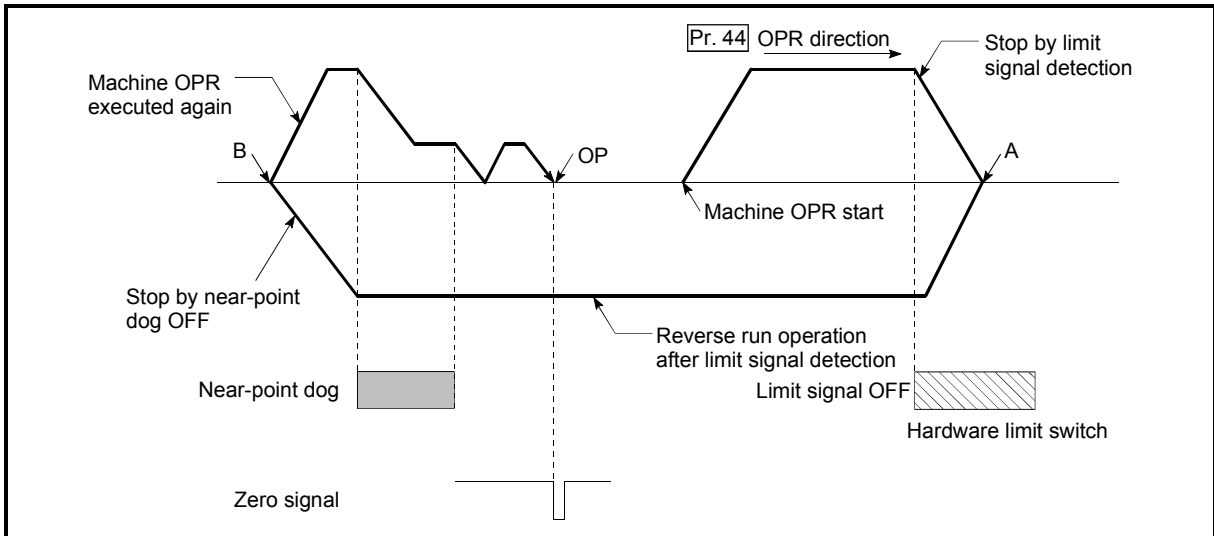 Pr. 44 OPR direction
Stop by limit
signal detection
Machine OPR
executed again
B
OP
A
Machine OPR start
Stop by near-point
dog OFF
Reverse run operation
after limit signal detection
Near-point dog
Limit signal OFF
Hardware limit switch
Zero signal